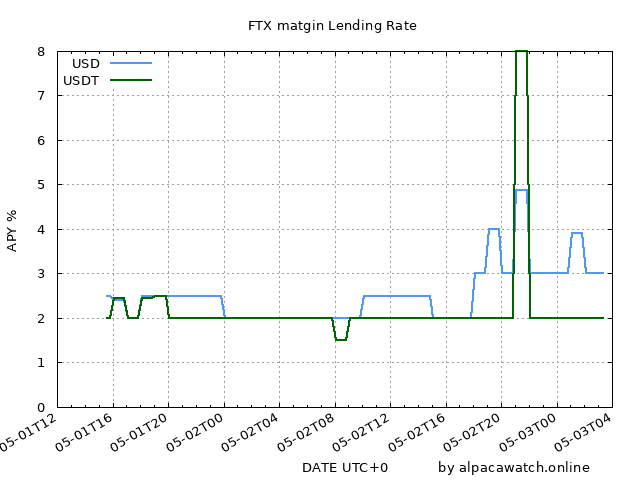 FTX matgin Lending Rate
USD
USDT
8
7
6
5
4
3
2
1
0
APY %
05-01T12
05-01T16
05-01T20
05-02T00
05-02T04
05-02T08
05-02T12
05-02T16
05-02T20
05-03T00
05-03T04
DATE UTC+0
by alpacawatch.online